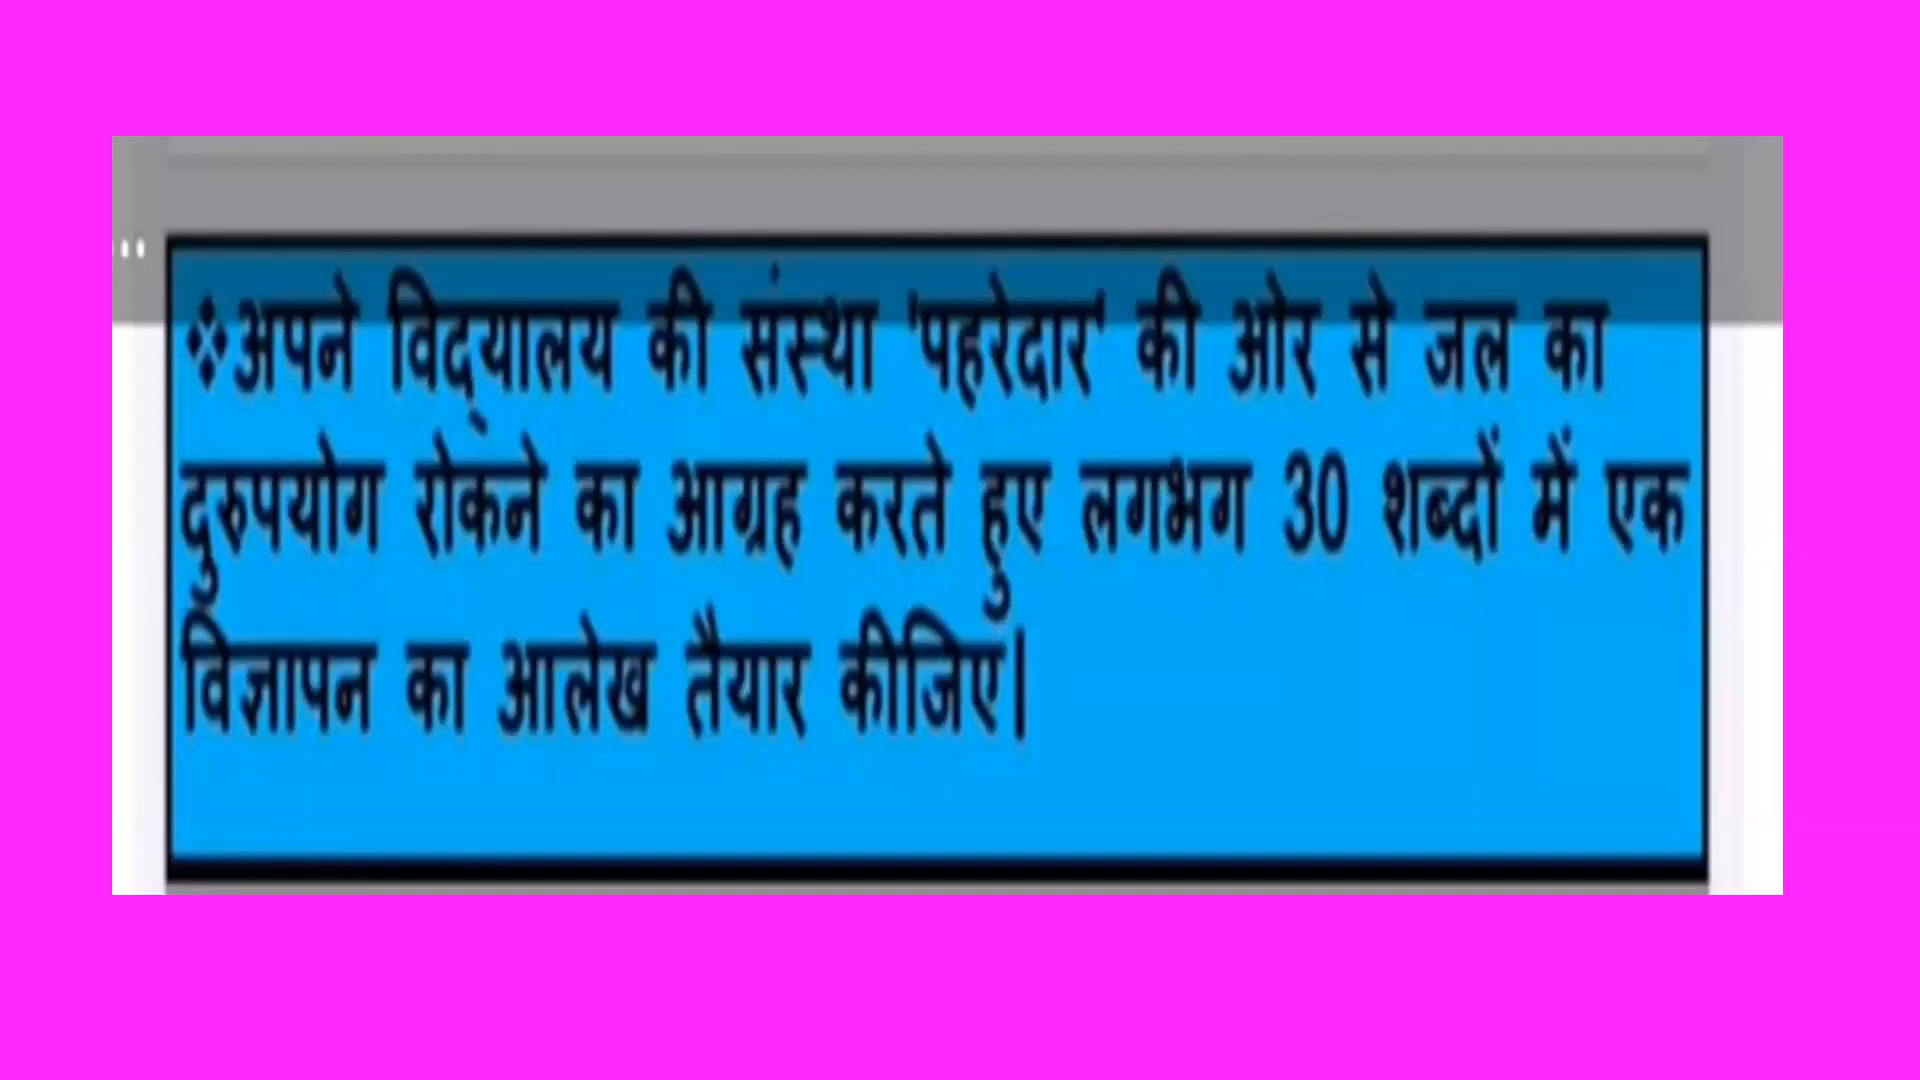 ❖अपने विद्‌यालय की संस्था 'पहरेदार' की ओर से जल का
दुरुपयोग रोकने का आग्रह करते हुए लगभग 30 शब्दों में एक
विज्ञापन का आलेख तैयार कीजिए।